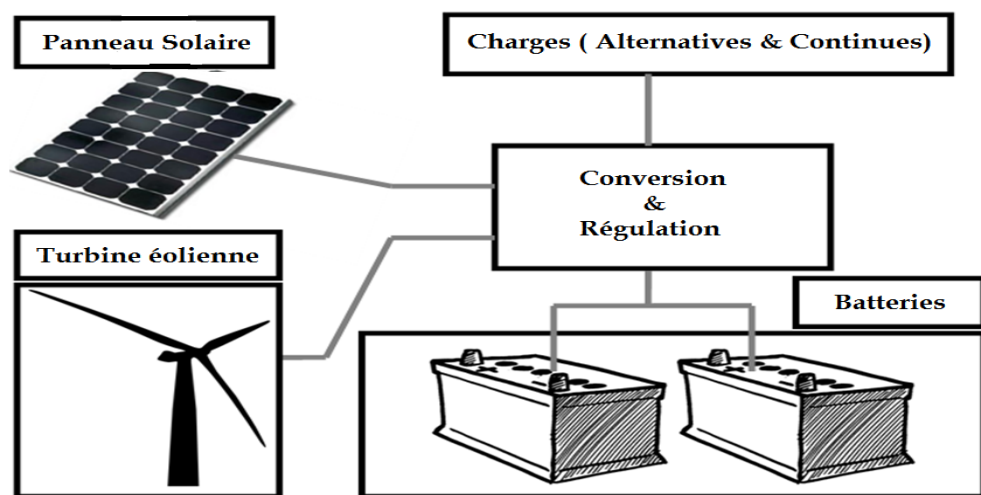 Panneau Solaire
Charges ( Alternatives & Continues)
Conversion
&
Régulation
Turbine éolienne
Batteries